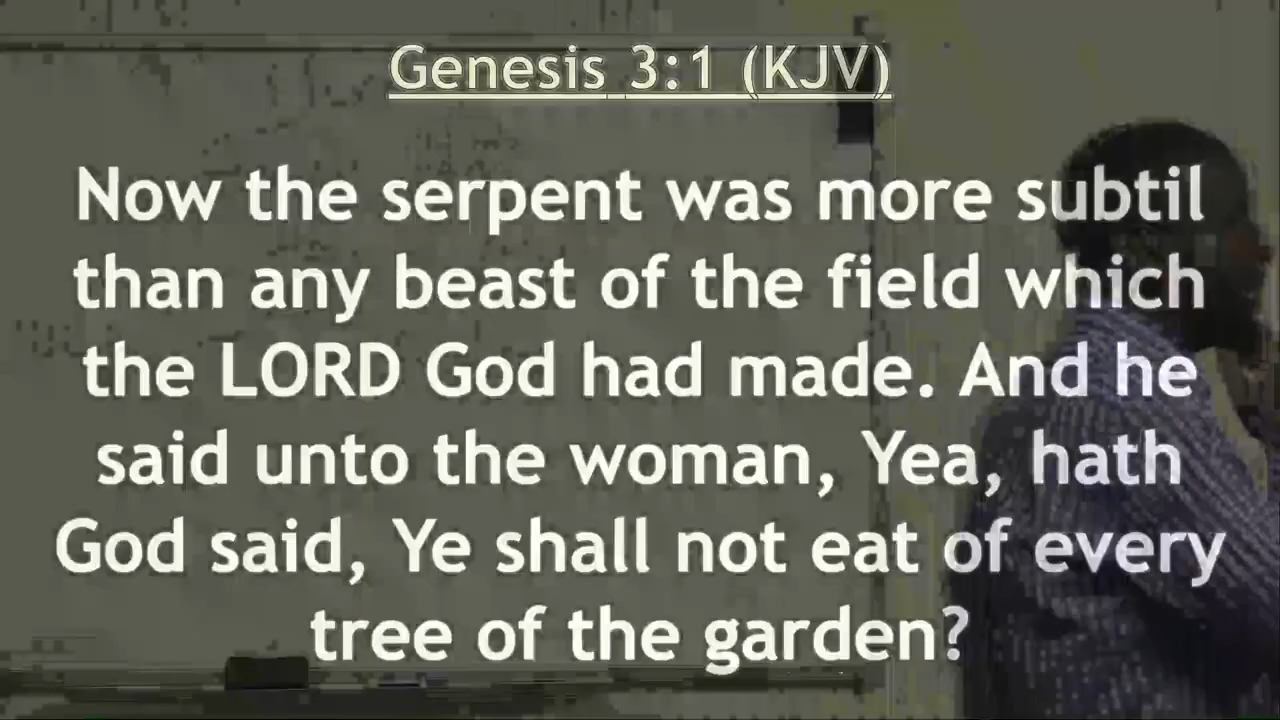 Genesis 3:1 (KJV)
Now the serpent was more subtil
than any beast of the field which
the LORD God had made. And he
said unto the woman, Yea, hath
God said, Ye shall not eat of every
tree of the garden?